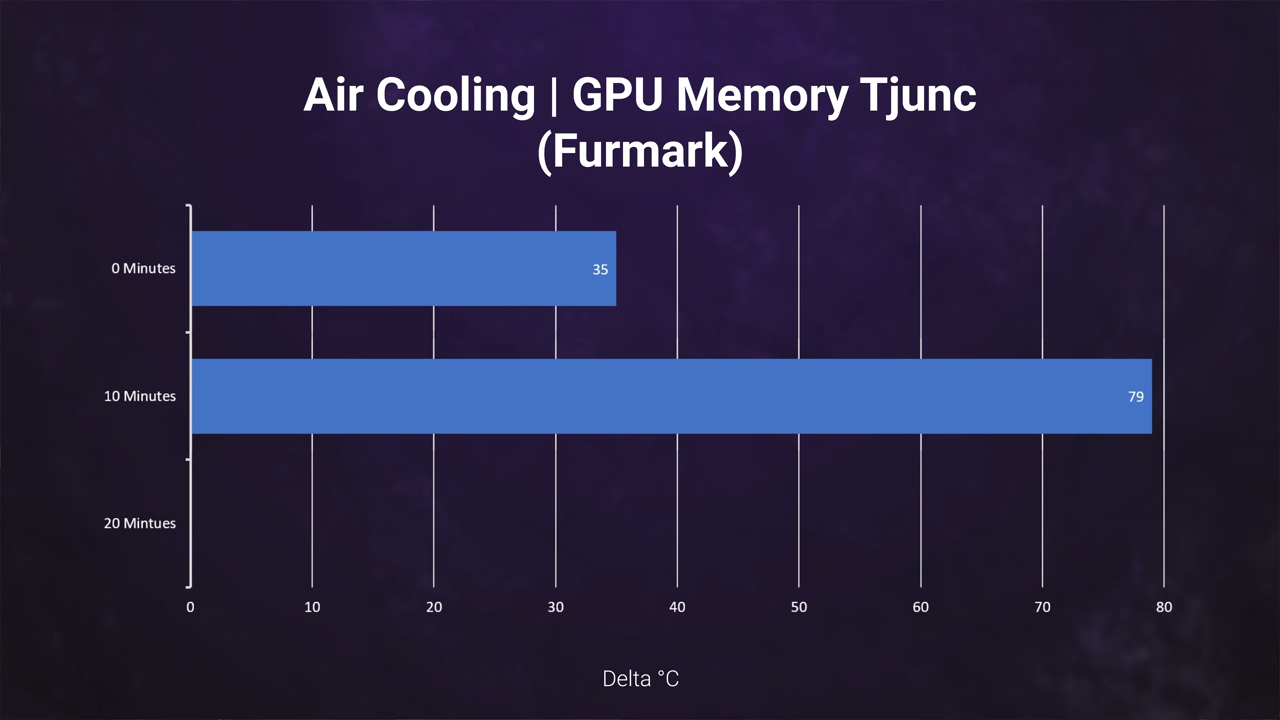 Air Cooling | GPU Memory Tjunc
(Furmark)
0 Minutes
35
10 Minutes
79
20 Mintues
0 10 20 30 40 50 60 70 80
Delta °C